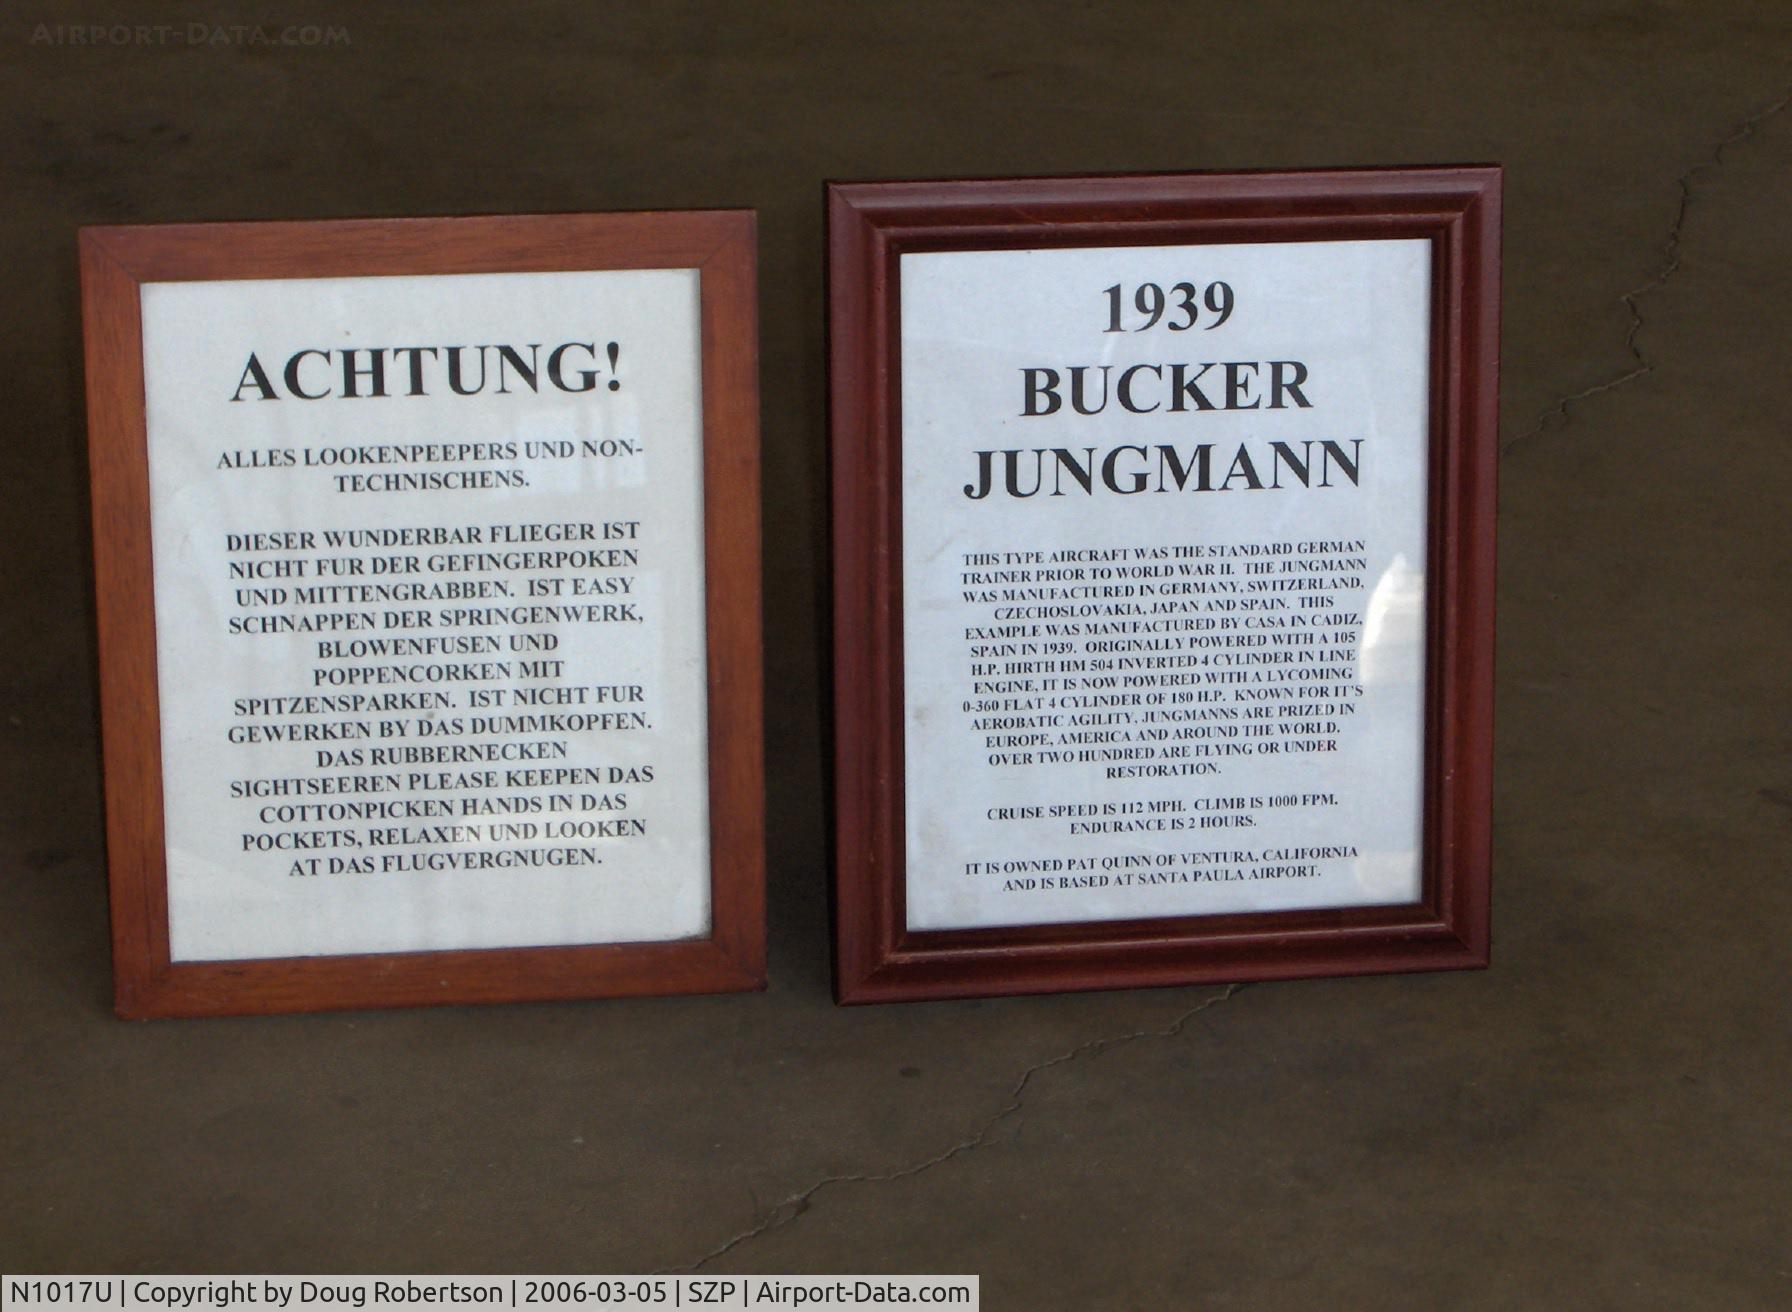 AIRPORT-DATA.COM
ACHTUNG!
ALLES LOOKENPEEPERS UND NON-
TECHNISCHENS.
DIESER WUNDERBAR FLIEGER IST
NICHT FUR DER GEFINGERPOKEN
UND MITTENGRABBEN. IST EASY
SCHNAPPEN DER SPRINGENWERK,
BLOWENFUSEN UND
POPPENCORKEN MIT
SPITZENSPARKEN. IST NICHT FUR
GEWERKEN BY DAS DUMMKOPFEN.
DAS RUBBERNECKEN
SIGHTSEEREN PLEASE KEEPEN DAS
COTTONPICKEN HANDS IN DAS
POCKETS, RELAXEN UND LOOKEN
AT DAS FLUGVERGNUGEN.
1939
BUCKER
JUNGMANN
THIS TYPE AIRCRAFT WAS THE STANDARD GERMAN
TRAINER PRIOR TO WORLD WAR II. THE JUNGMANN
WAS MANUFACTURED IN GERMANY, SWITZERLAND,
CZECHOSLOVAKIA, JAPAN AND SPAIN. THIS
EXAMPLE WAS MANUFACTURED BY CASA IN CADIZ,
SPAIN IN 1939. ORIGINALLY POWERED WITH A 105
H.P. HIRTH HM 504 INVERTED 4 CYLINDER IN LINE
ENGINE, IT IS NOW POWERED WITH A LYCOMING
0-360 FLAT 4 CYLINDER OF 180 H.P. KNOWN FOR IT'S
AEROBATIC AGILITY, JUNGMANNS ARE PRIZED IN
EUROPE, AMERICA AND AROUND THE WORLD.
OVER TWO HUNDRED ARE FLYING OR UNDER
RESTORATION.
CRUISE SPEED IS 112 MPH. CLIMB IS 1000 FPM.
ENDURANCE IS 2 HOURS.
IT IS OWNED PAT QUINN OF VENTURA, CALIFORNIA
AND IS BASED AT SANTA PAULA AIRPORT.
N1017U | Copyright by Doug Robertson | 2006-03-05 | SZP | Airport-Data.com